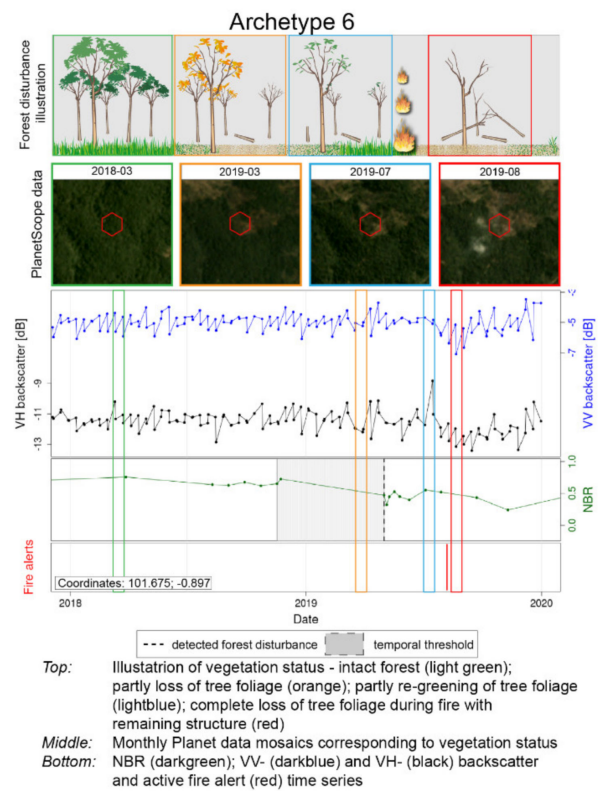 Archetype 6
Forest disturbance
illustration
PlanetScope data
2018-03
2019-03
2019-07
2019-08
VH backscatter [dB]
-9
-11
-13
-5
-7
VV backscatter [dB]
1.0
0.5
0.0
NBR
Fire alerts
Coordinates: 101.675; -0.897
2018
2019
2020
Date
detected forest disturbance
temporal threshold
Top: Illustatrion of vegetation status - intact forest (light green);
partly loss of tree foliage (orange); partly re-greening of tree foliage
(lightblue); complete loss of tree foliage during fire with
remaining structure (red)
Middle: Monthly Planet data mosaics corresponding to vegetation status
Bottom: NBR (darkgreen); VV- (darkblue) and VH- (black) backscatter
and active fire alert (red) time series